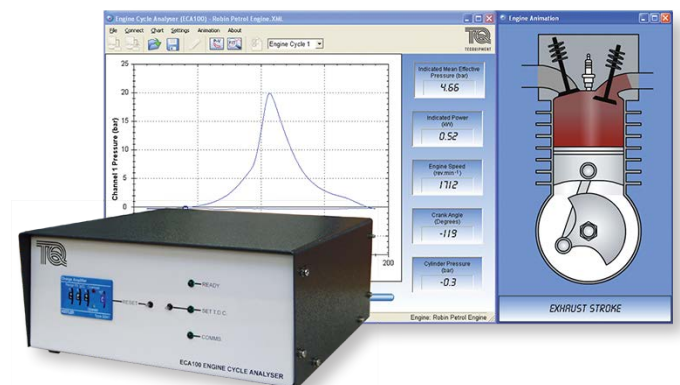 Engine Cycle Analyser (ECA100) - Robin Petrol Engine.XML
File Connect Chart Settings Animation About
Engine Cycle 1
TQ
TECQUIPMENT
Channel 1 Pressure (bar)
25
20
15
10
5
0
200
Indicated Mean Effective
Pressure (bar)
4.66
Indicated Power
(kW)
0.52
Engine Speed
(rev.min-1)
1712
Crank Angle
(Degrees)
-119
Cylinder Pressure
(bar)
-0.3
Engine: Robin Petrol Engine
Engine Animation
EXHAUST STROKE
TQ
RESET
READY
SET T.D.C.
COMMS
ECA100 ENGINE CYCLE ANALYSER